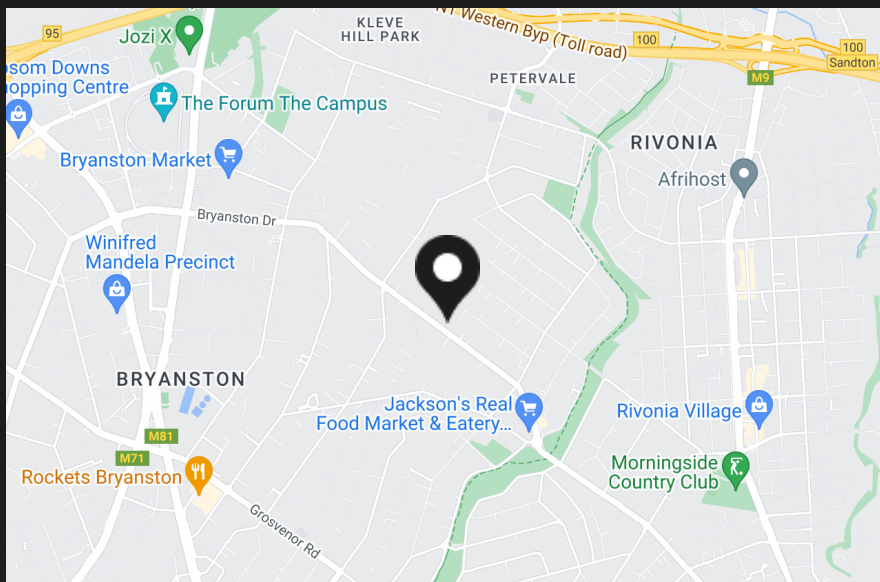 KLEVE
HILL PARK
N1 Western Byp (Toll road)
95
Jozi X
100
100
Sandton
M9
PETERVALE
osom Downs
hopping Centre
The Forum The Campus
RIVONIA
Bryanston Market
Afrihost
Bryanston Dr
Winifred
Mandela Precinct
BRYANSTON
Jackson's Real
Food Market & Eatery...
Rivonia Village
M81
M71
Rockets Bryanston
Morningside
Country Club
Grosvenor Rd